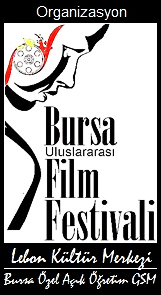 Organizasyon
Bursa
Uluslararası
Film
Festivali
Lebon Kültür Merkezi
Bursa Özel Açık Öğretim GSM